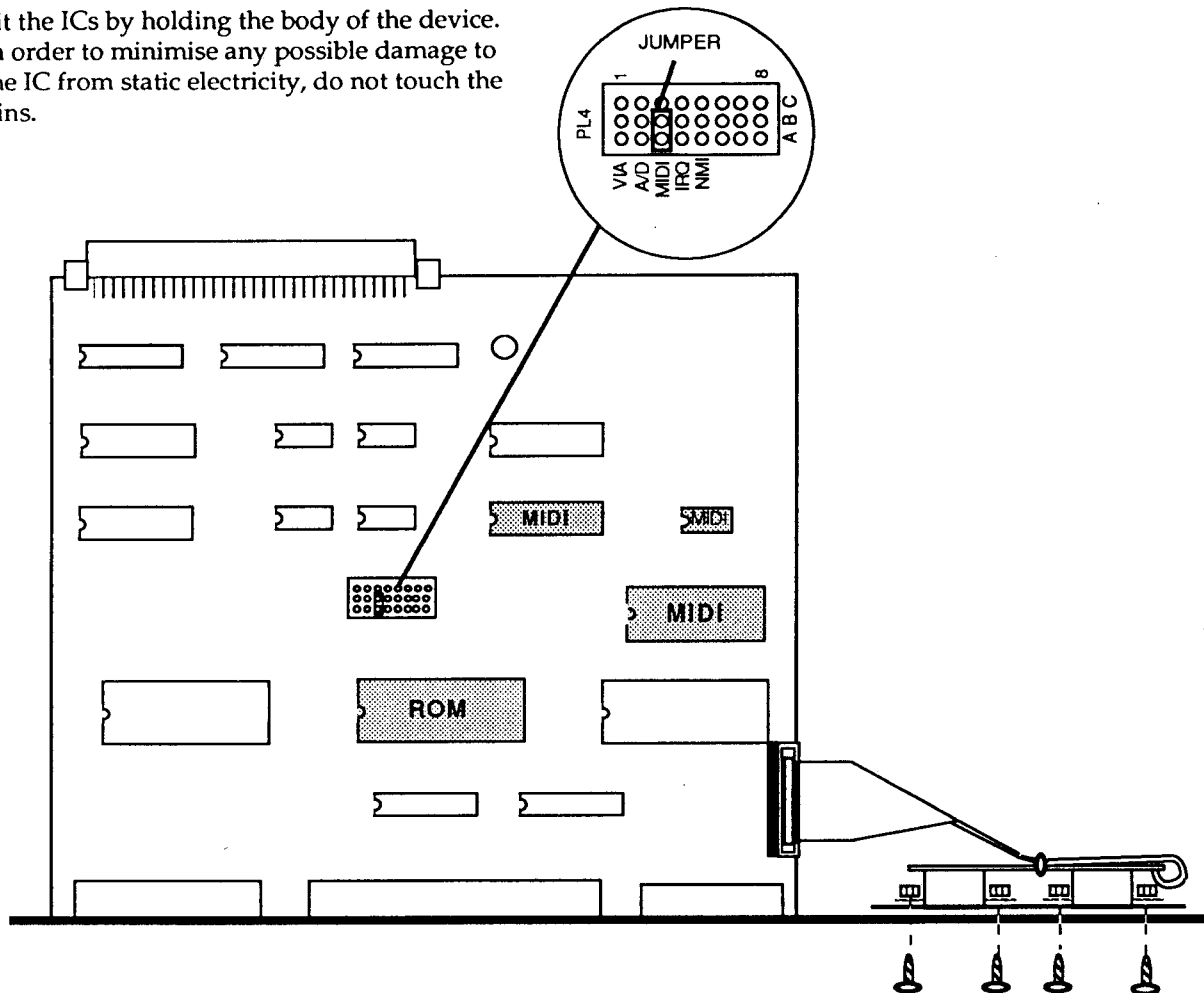 it the ICs by holding the body of the device.
order to minimise any possible damage to
he IC from static electricity, do not touch the
ins.
JUMPER
1 8
PL4
A B C
VIA
A/D
MIDI
IRQ
NMI
MIDI
MIDI
MIDI
ROM